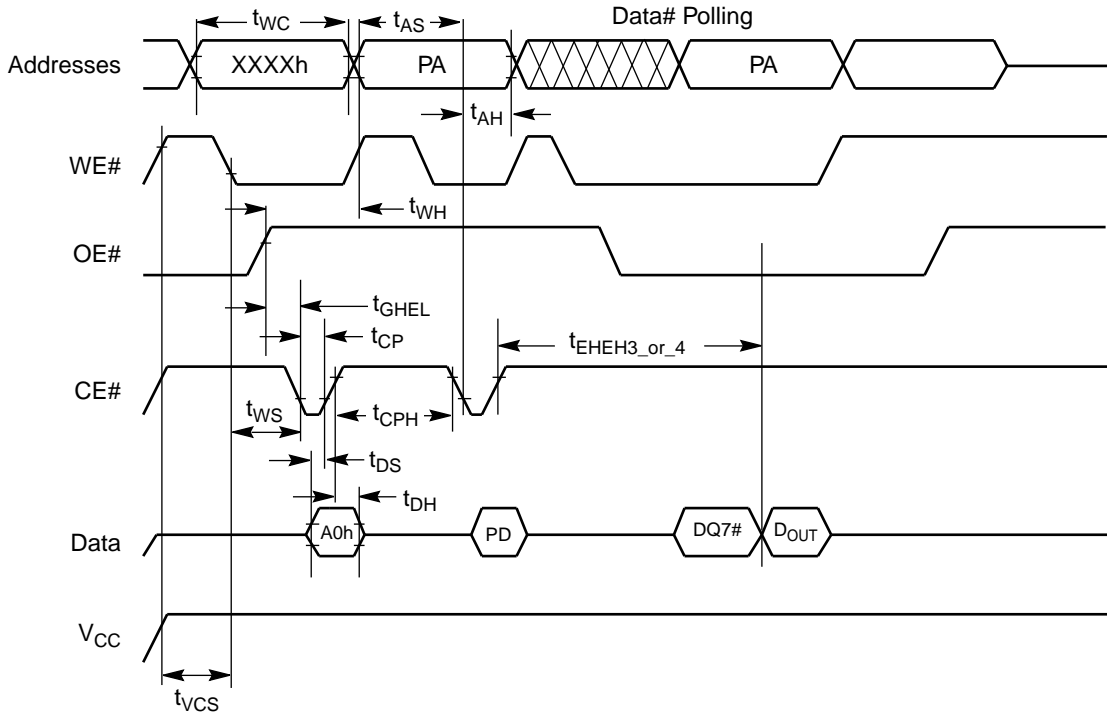 Data# Polling
tWC
tAS
Addresses
XXXXh
PA
PA
tAH
WE#
tWH
OE#
tGHEL
tCP
tEHEH3_or_4
CE#
tWS
tCPH
tDS
tDH
Data
A0h
PD
DQ7#
DOUT
VCC
tVCS